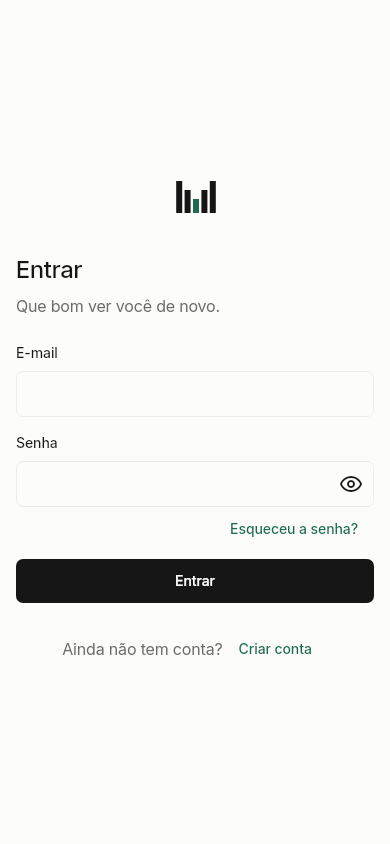 Entrar
Que bom ver você de novo.
E-mail
Senha
Esqueceu a senha?
Entrar
Ainda não tem conta? Criar conta